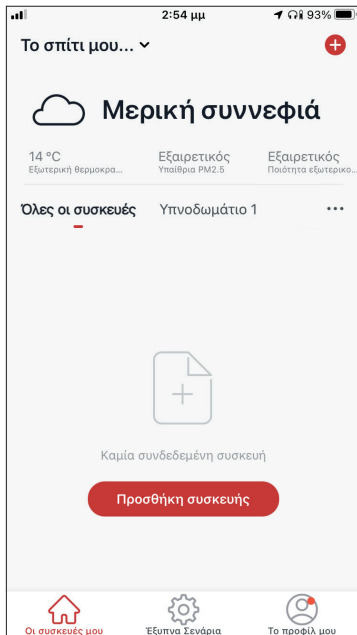 2:54 μμ
93%
Το σπίτι μου...
Μερική συννεφιά
14 °C
Εξαιρετικός
Εξαιρετικός
Εξωτερική θερμοκρα...
Υπαίθρια PM2.5
Ποιότητα εξωτερικο...
Όλες οι συσκευές
Υπνοδωμάτιο 1
Καμία συνδεδεμένη συσκευή
Προσθήκη συσκευής
Οι συσκευές μου
Έξυπνα Σενάρια
Το προφίλ μου